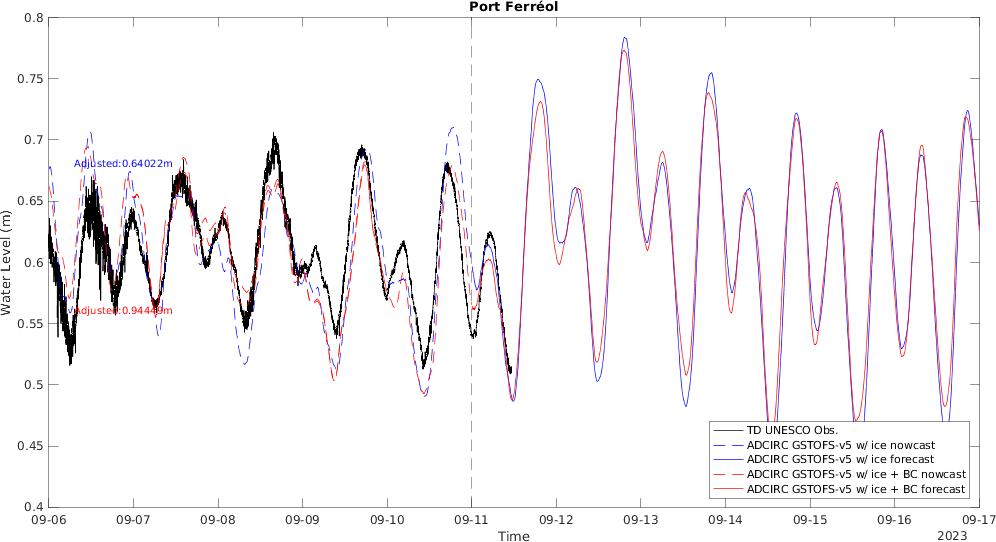 Port Ferréol
0.8
0.75
0.7
0.65
0.6
0.55
0.5
0.45
0.4
Water Level (m)
Adjusted:0.64022m
Adjusted:0.94449m
TD UNESCO Obs.
ADCIRC GSTOFS-v5 w/ ice nowcast
ADCIRC GSTOFS-v5 w/ ice forecast
ADCIRC GSTOFS-v5 w/ ice + BC nowcast
ADCIRC GSTOFS-v5 w/ ice + BC forecast
09-06 09-07 09-08 09-09 09-10 09-11 09-12 09-13 09-14 09-15 09-16 09-17
Time
2023